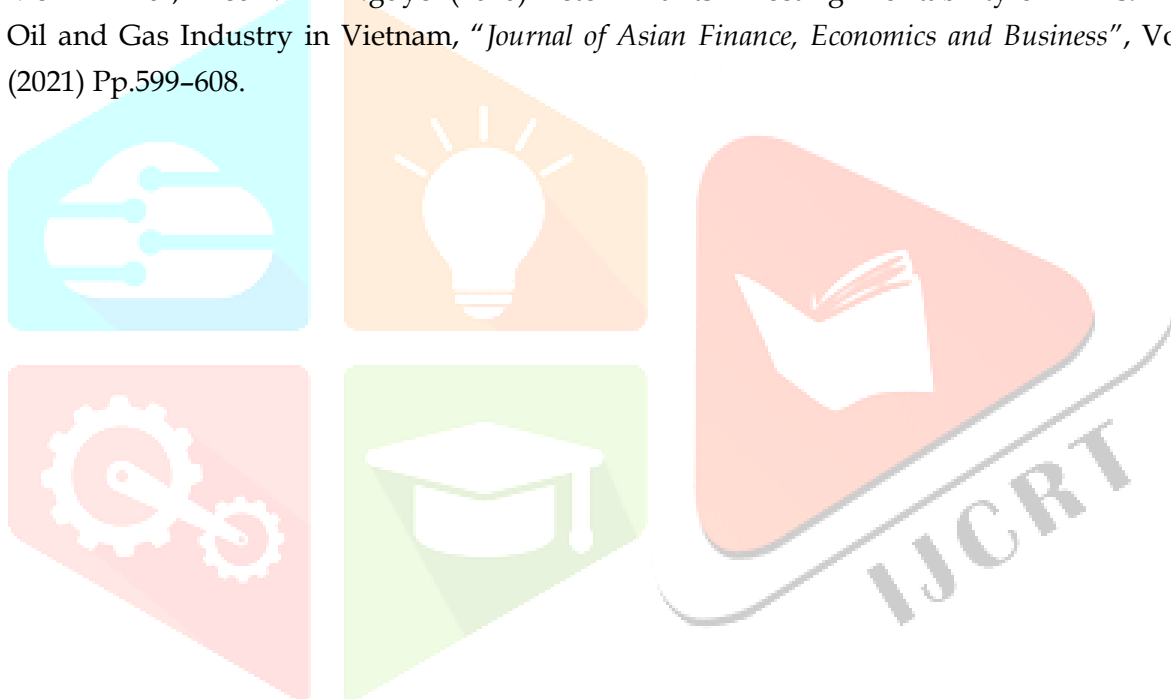 Oil and Gas Industry in Vietnam, “Journal of Asian Finance, Economics and Business”, Vo
(2021) Pp.599–608.
IJCRT